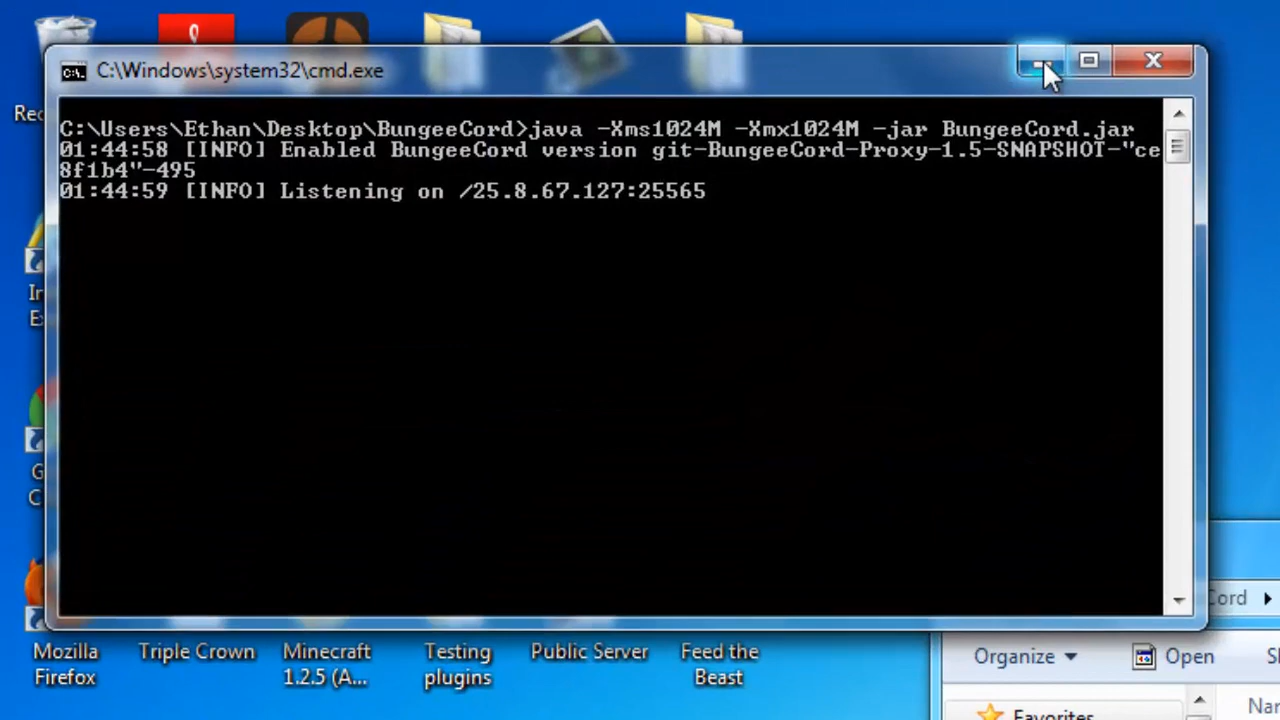 C:\Windows\system32\cmd.exe
C:\Users\Ethan\Desktop\BungeeCord>java -Xms1024M -Xmx1024M -jar BungeeCord.jar
01:44:58 [INFO] Enabled BungeeCord version git-BungeeCord-Proxy-1.5-SNAPSHOT-"ce
8f1b4"-495
01:44:59 [INFO] Listening on /25.8.67.127:25565
Rec
In
E
G
C
Mozilla
Firefox
Triple Crown
Minecraft
1.2.5 (A...
Testing
plugins
Public Server
Feed the
Beast
Cord
Organize
Open
Favorites